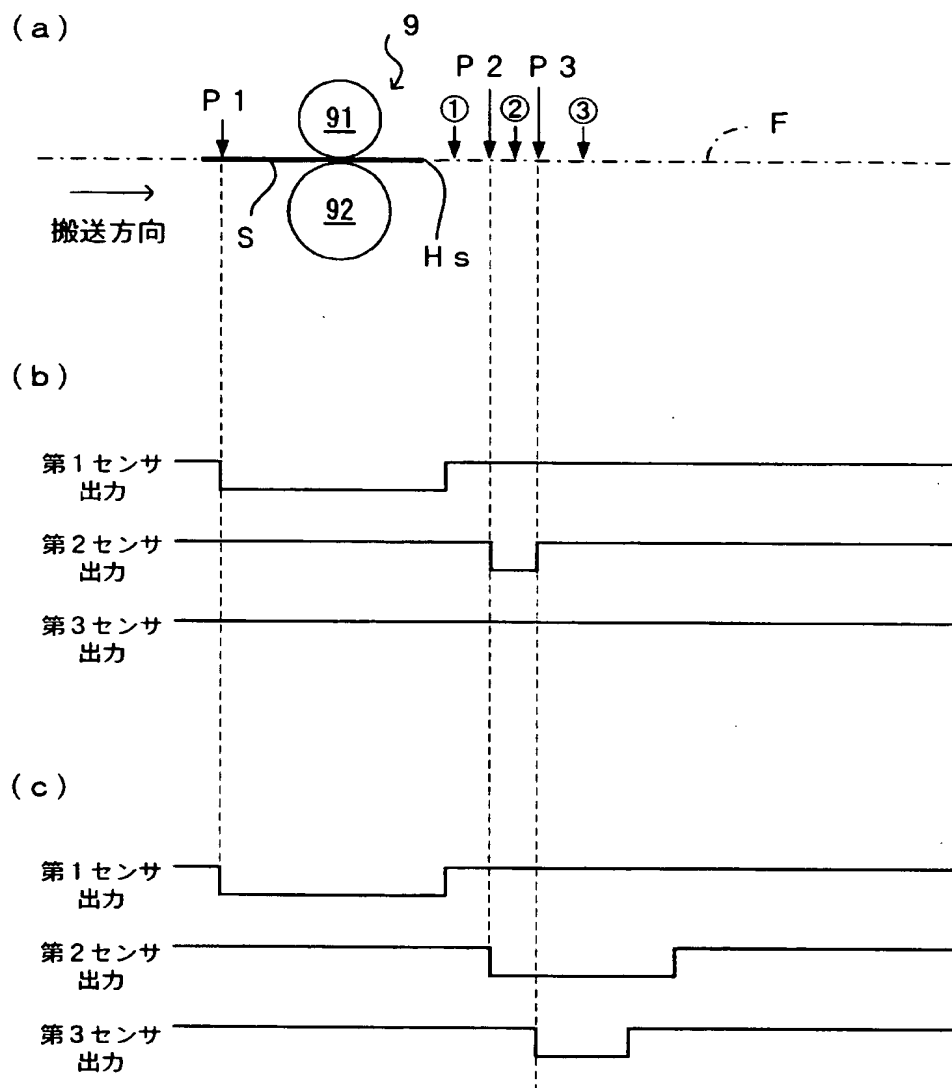 (a)
9
P1
91
P2
P3
①
②
③
F
92
搬送方向
S
Hs
(b)
第1センサ
出力
第2センサ
出力
第3センサ
出力
(c)
第1センサ
出力
第2センサ
出力
第3センサ
出力